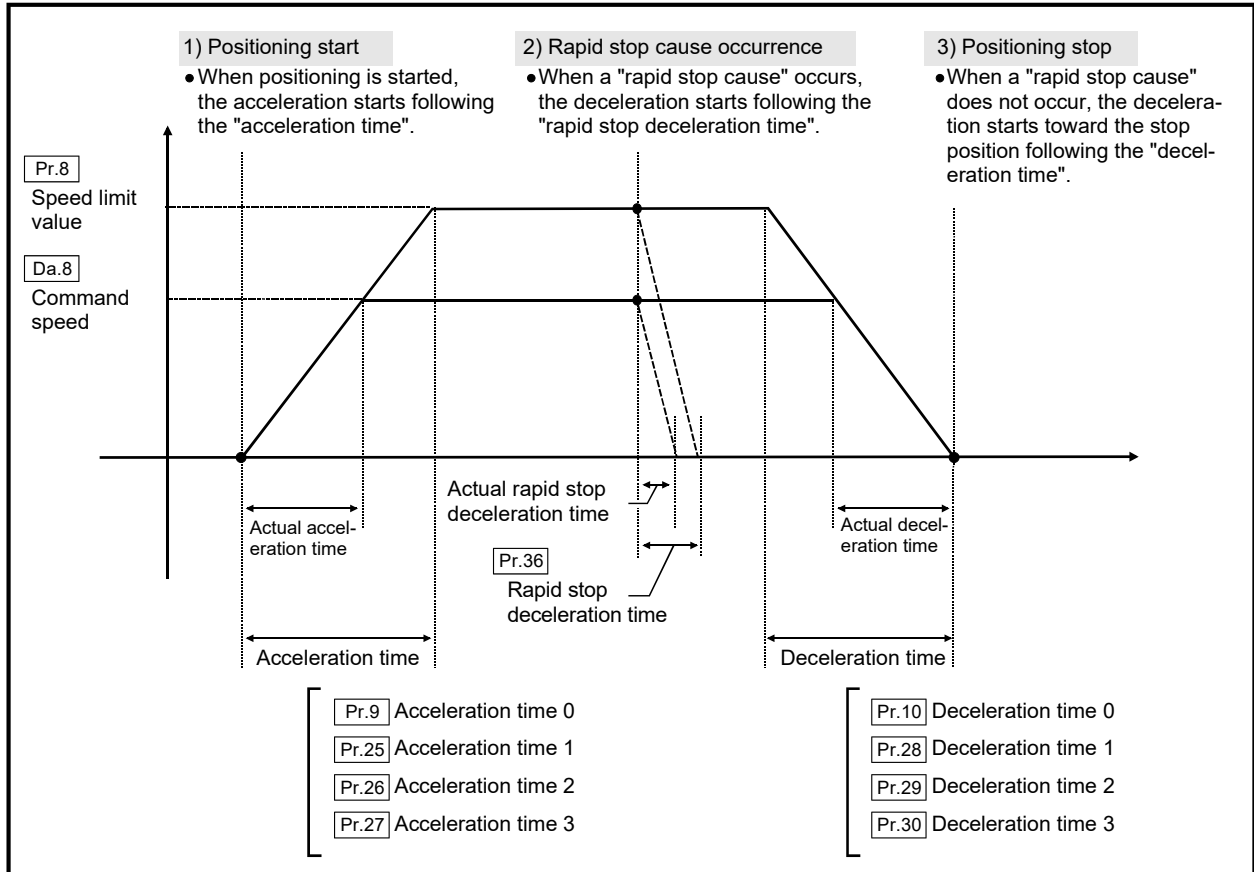 1) Positioning start
• When positioning is started,
the acceleration starts following
the "acceleration time".
2) Rapid stop cause occurrence
• When a "rapid stop cause" occurs,
the deceleration starts following the
"rapid stop deceleration time".
3) Positioning stop
• When a "rapid stop cause"
does not occur, the decelera-
tion starts toward the stop
position following the "decel-
eration time".
Pr.8
Speed limit
value
Da.8
Command
speed
Actual accel-
eration time
Actual rapid stop
deceleration time
Actual decel-
eration time
Pr.36
Rapid stop
deceleration time
Acceleration time
Deceleration time
Pr.9 Acceleration time 0
Pr.25 Acceleration time 1
Pr.26 Acceleration time 2
Pr.27 Acceleration time 3
Pr.10 Deceleration time 0
Pr.28 Deceleration time 1
Pr.29 Deceleration time 2
Pr.30 Deceleration time 3